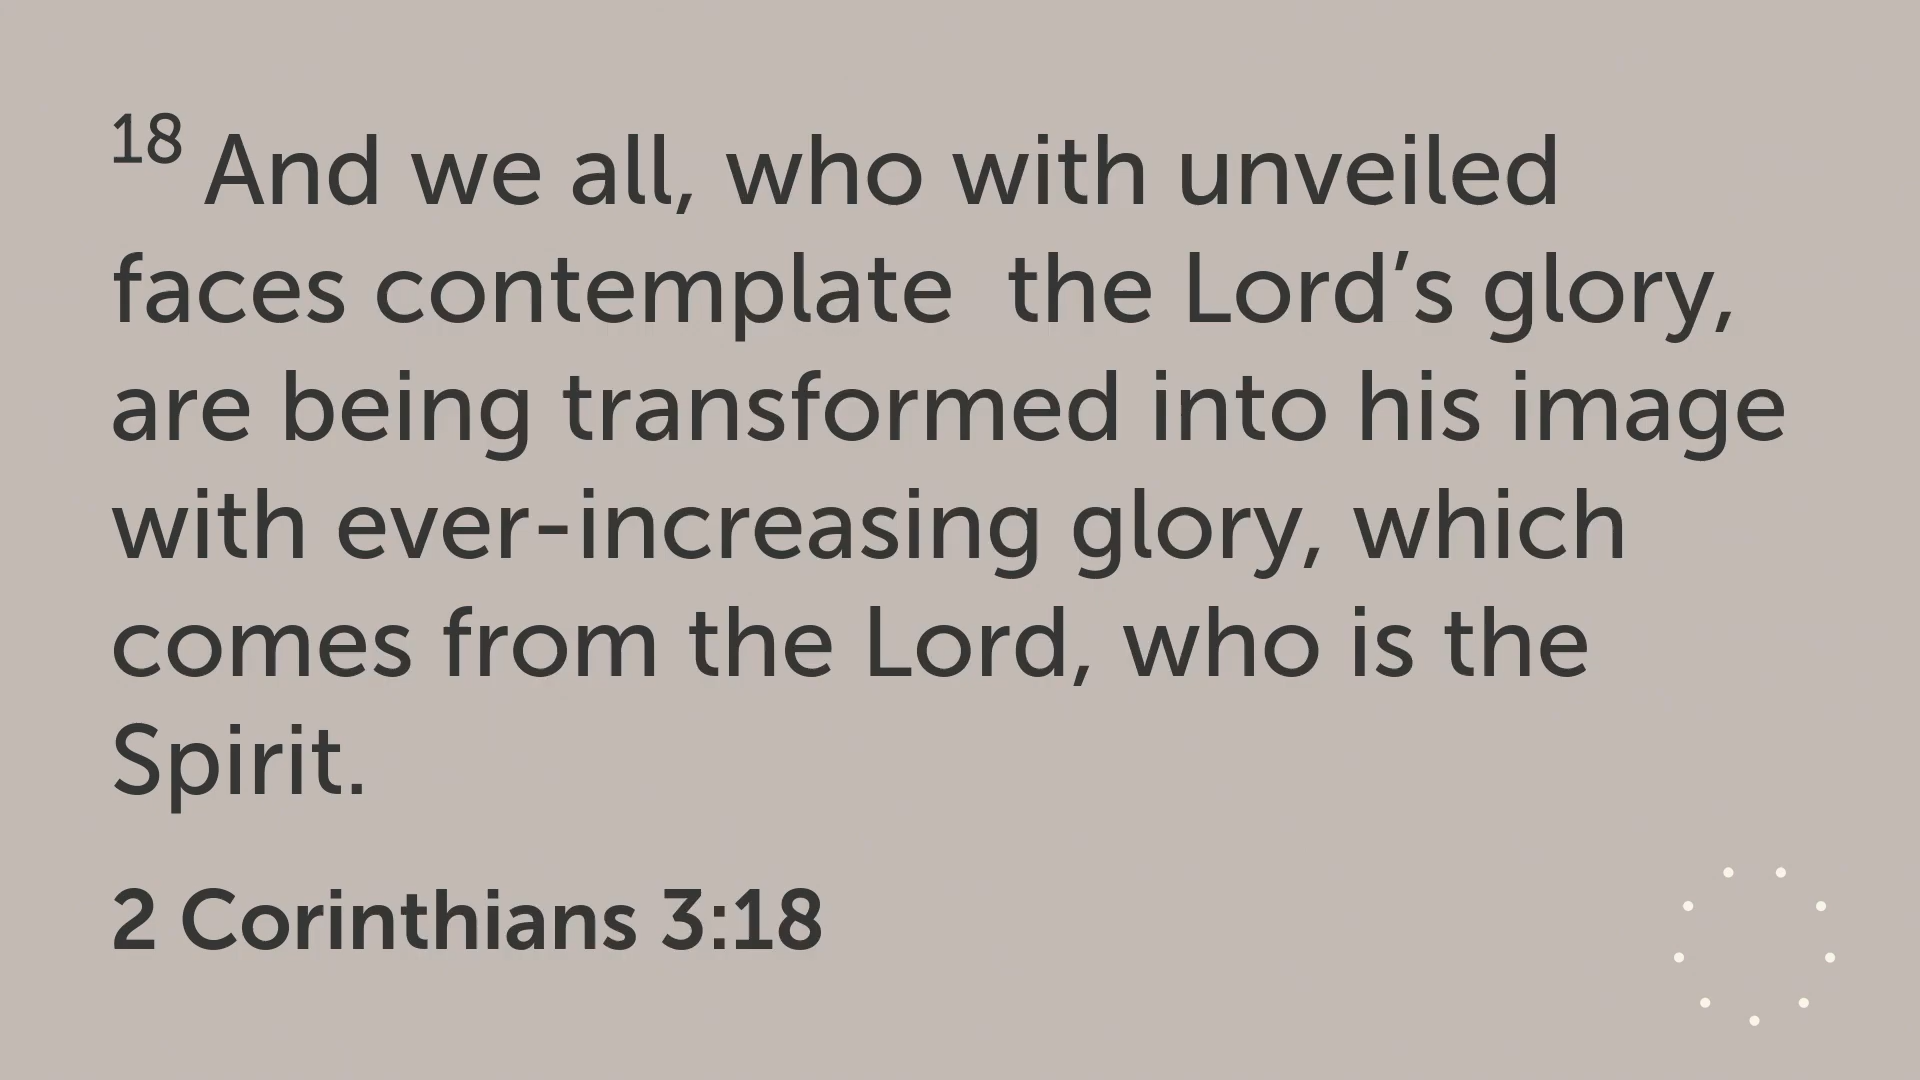 18 And we all, who with unveiled
faces contemplate  the Lord’s glory,
are being transformed into his image
with ever-increasing glory, which
comes from the Lord, who is the
Spirit.
2 Corinthians 3:18